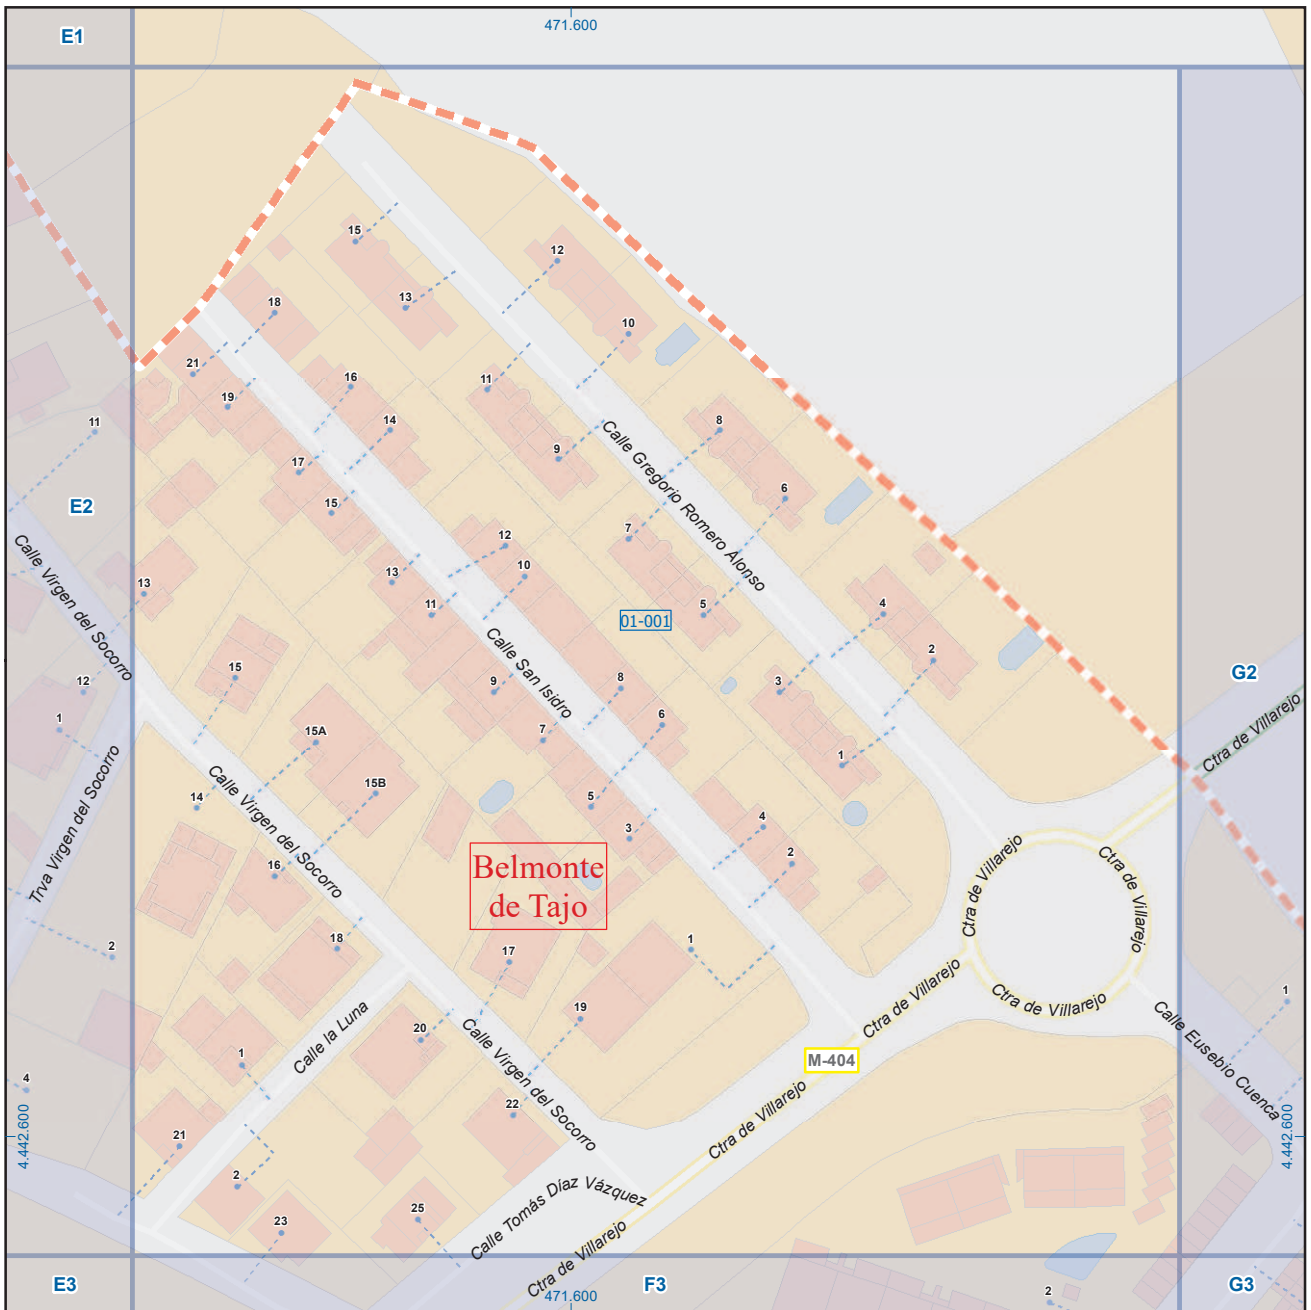 E1
471.600
15
12
13
18
10
21
16
11
19
14
8
11
9
17
Calle Gregorio Romero Alonso
6
E2
15
7
12
Calle Virgen del Socorro
13
10
13
11
5
4
01-001
Calle San Isidro
2
15
9
8
3
G2
12
1
6
15A
7
1
Ctra de Villarejo
Trva Virgen del Socorro
Calle Virgen del Socorro
15B
14
5
3
4
2
Belmonte
de Tajo
16
Ctra de Villarejo
Ctra de Villarejo
18
2
17
1
Ctra de Villarejo
Ctra de Villarejo
1
19
Calle la Luna
20
Calle Virgen del Socorro
Calle Eusebio Cuenca
1
M-404
4
22
Ctra de Villarejo
4.442.600
4.442.600
21
2
Calle Tomás Díaz Vázquez
23
25
Ctra de Villarejo
E3
471.600
F3
2
G3